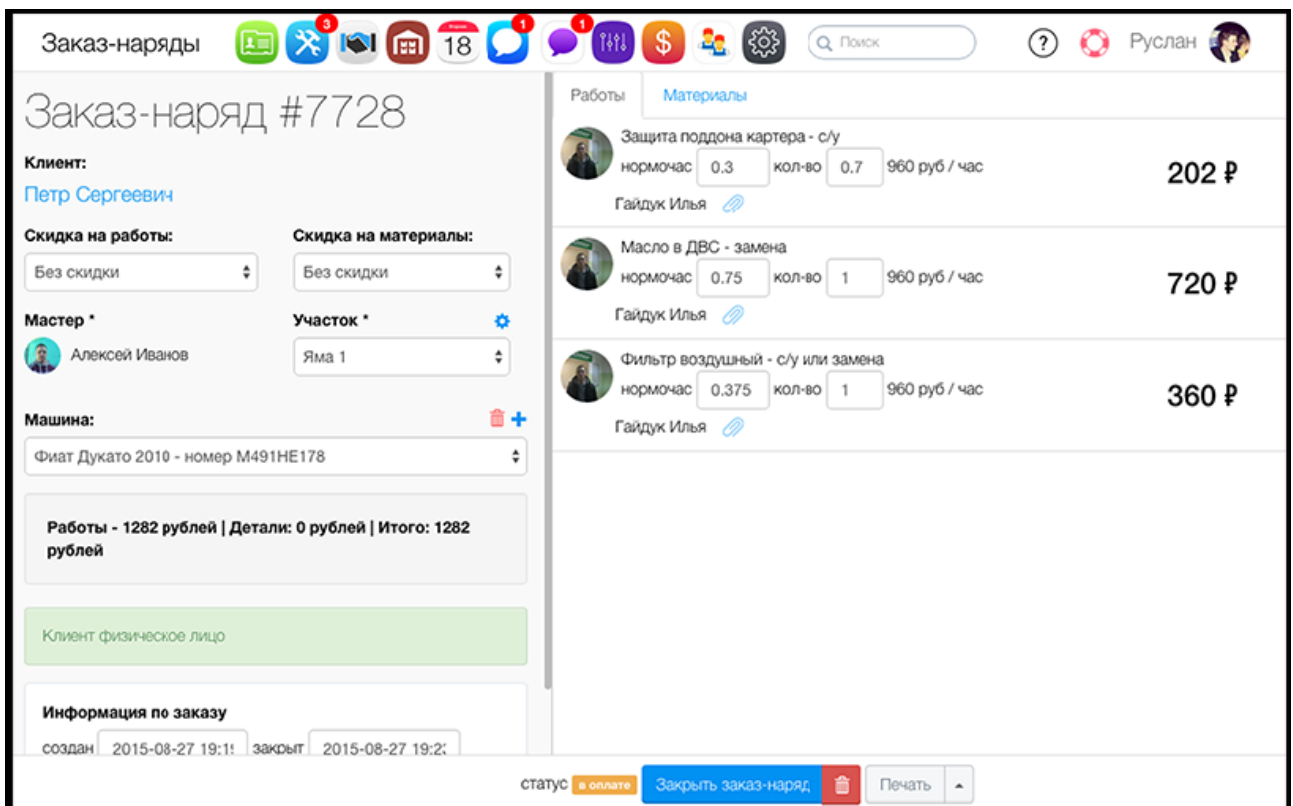 Заказ-наряды
3
Вторник
18
1
1
$
Поиск
?
Руслан
Заказ-наряд #7728
Клиент:
Петр Сергеевич
Скидка на работы:
Скидка на материалы:
Без скидки
Без скидки
Мастер *
Участок *
Алексей Иванов
Яма 1
Машина:
Фиат Дукато 2010 - номер М491НЕ178
Работы - 1282 рублей | Детали: 0 рублей | Итого: 1282
рублей
Клиент физическое лицо
Информация по заказу
создан 2015-08-27 19:19 закрыт 2015-08-27 19:2
Работы
Материалы
Защита поддона картера - с/у
нормочас 0.3 кол-во 0.7 960 руб / час
202 ₽
Гайдук Илья
Масло в ДВС - замена
нормочас 0.75 кол-во 1 960 руб / час
720 ₽
Гайдук Илья
Фильтр воздушный - с/у или замена
нормочас 0.375 кол-во 1 960 руб / час
360 ₽
Гайдук Илья
статус в оплате Закрыть заказ-наряд Печать